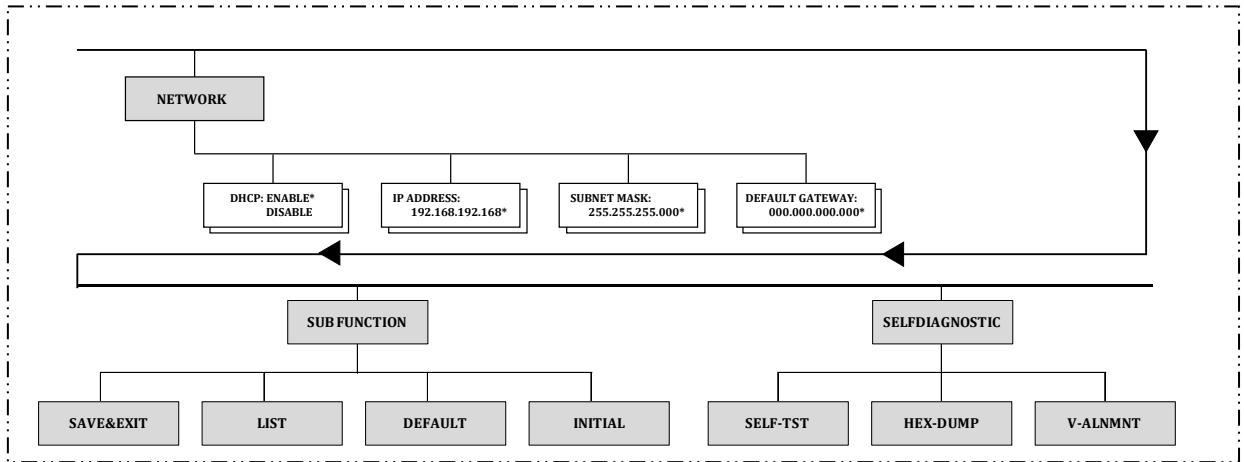 NETWORK
DHCP: ENABLE*
DISABLE
IP ADDRESS:
192.168.192.168*
SUBNET MASK:
255.255.255.000*
DEFAULT GATEWAY:
000.000.000.000*
SUB FUNCTION
SELFDIAGNOSTIC
SAVE&EXIT
LIST
DEFAULT
INITIAL
SELF-TST
HEX-DUMP
V-ALNMNT